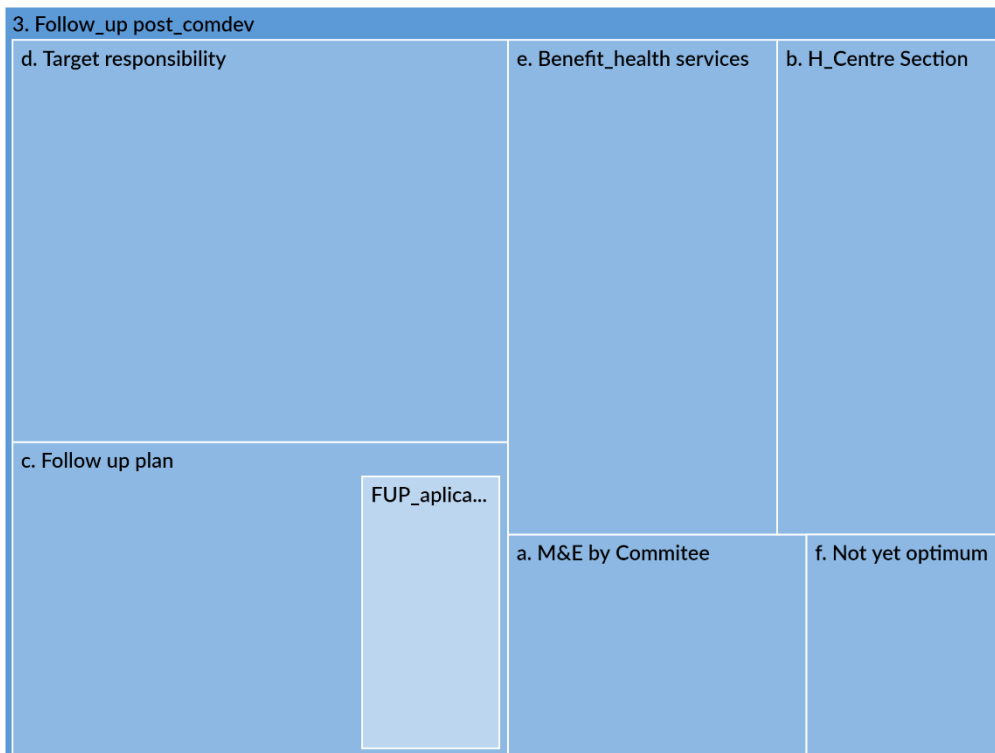 3. Follow_up post_comdev
d. Target responsibility
e. Benefit_health services
b. H_Centre Section
c. Follow up plan
FUP_aplica...
a. M&E by Commitee
f. Not yet optimum